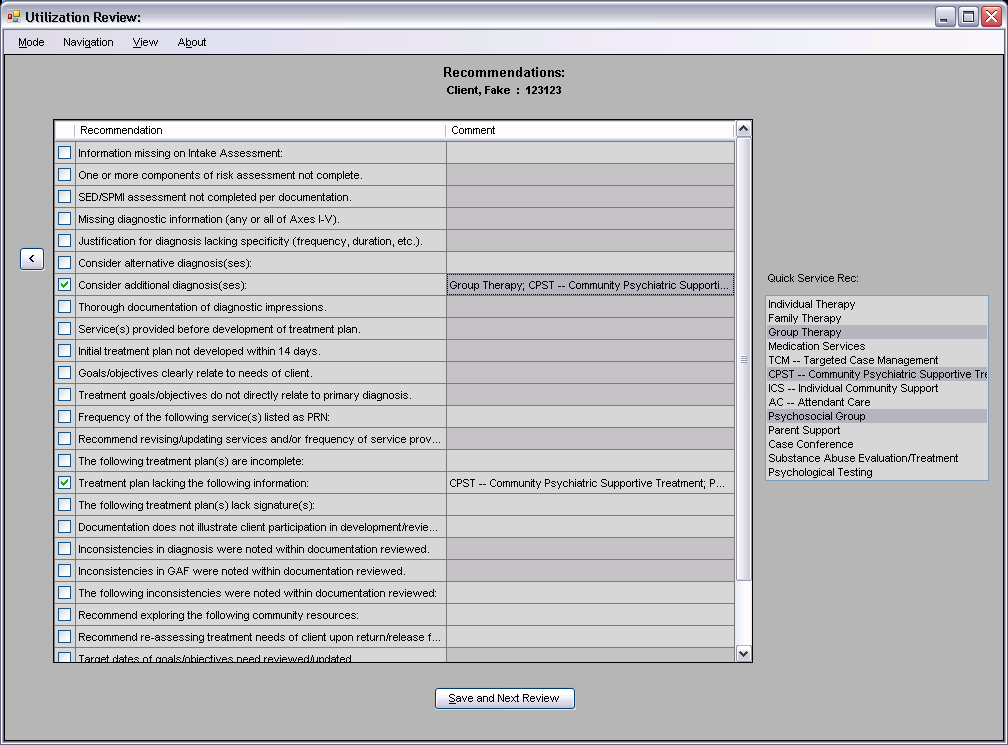 Utilization Review:
Mode Navigation View About
Recommendations:
Client, Fake : 123123
Recommendation Comment
Information missing on Intake Assessment:
One or more components of risk assessment not complete.
SED/SPMI assessment not completed per documentation.
Missing diagnostic information (any or all of Axes I-V).
Justification for diagnosis lacking specificity (frequency, duration, etc.).
<
Consider alternative diagnosis(ses):
Consider additional diagnosis(ses): Group Therapy; CPST -- Community Psychiatric Supporti...
Thorough documentation of diagnostic impressions.
Service(s) provided before development of treatment plan.
Initial treatment plan not developed within 14 days.
Goals/objectives clearly relate to needs of client.
Treatment goals/objectives do not directly relate to primary diagnosis.
Frequency of the following service(s) listed as PRN:
Recommend revising/updating services and/or frequency of service prov...
The following treatment plan(s) are incomplete:
Treatment plan lacking the following information: CPST -- Community Psychiatric Supportive Treatment; P...
The following treatment plan(s) lack signature(s):
Documentation does not illustrate client participation in development/revie...
Inconsistencies in diagnosis were noted within documentation reviewed.
Inconsistencies in GAF were noted within documentation reviewed.
The following inconsistencies were noted within documentation reviewed:
Recommend exploring the following community resources:
Recommend re-assessing treatment needs of client upon return/release f...
Target dates of goals/objectives need reviewed/updated
Quick Service Rec:
Individual Therapy
Family Therapy
Group Therapy
Medication Services
TCM -- Targeted Case Management
CPST -- Community Psychiatric Supportive Tre
ICS -- Individual Community Support
AC -- Attendant Care
Psychosocial Group
Parent Support
Case Conference
Substance Abuse Evaluation/Treatment
Psychological Testing
Save and Next Review